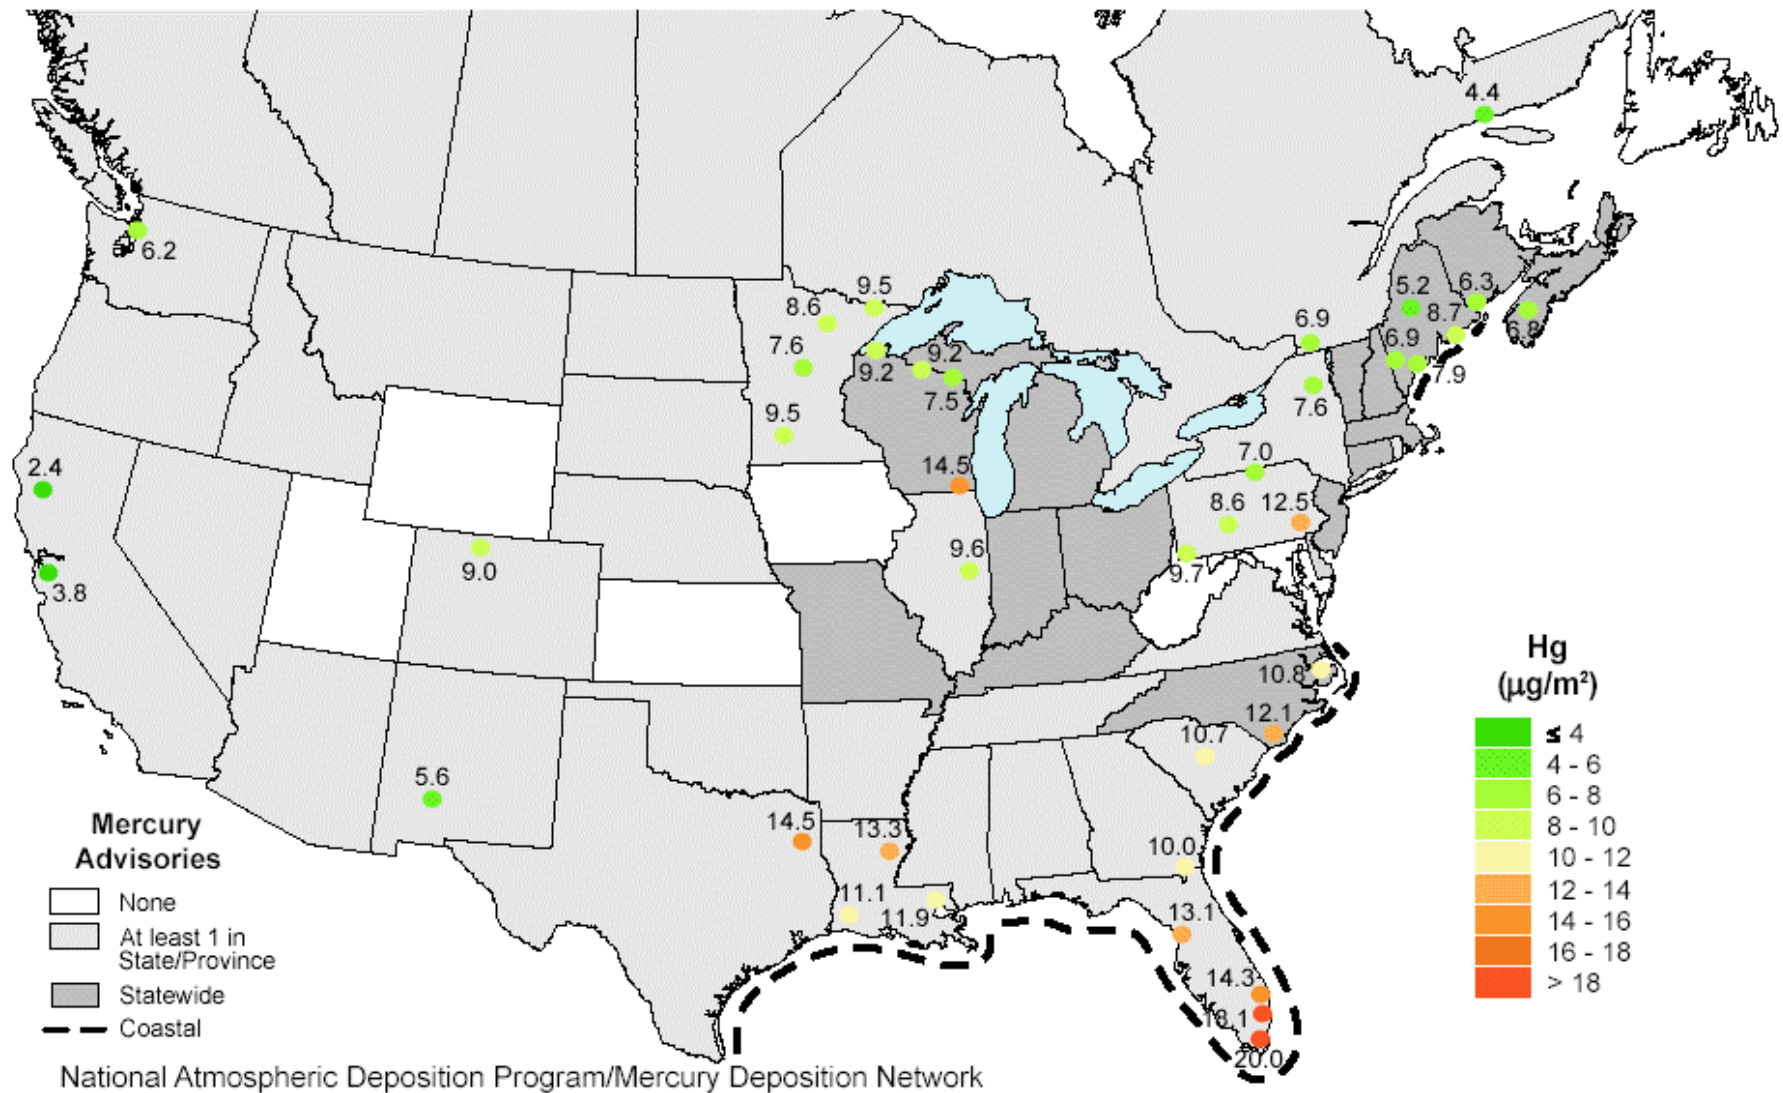 4.4
6.2
9.5
8.6
7.6
9.2
9.2
7.5
9.5
14.5
6.9
7.6
5.2
6.3
8.7
6.9
6.8
7.9
2.4
3.8
9.0
7.0
8.6
12.5
9.6
9.7
10.8
12.1
10.7
5.6
14.5
13.3
10.0
11.1
11.9
13.1
14.3
18.1
20.0
Hg
(µg/m²)
≤ 4
4 - 6
6 - 8
8 - 10
10 - 12
12 - 14
14 - 16
16 - 18
> 18
Mercury
Advisories
None
At least 1 in
State/Province
Statewide
Coastal
National Atmospheric Deposition Program/Mercury Deposition Network